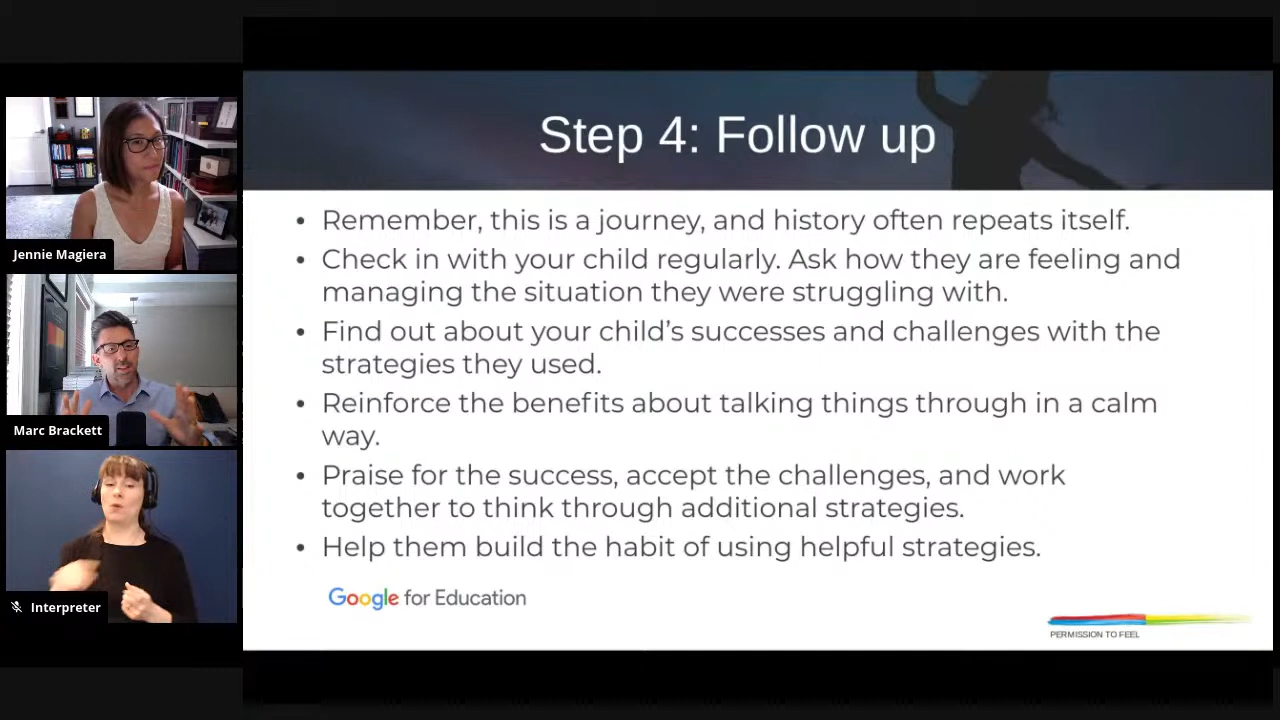 Jennie Magiera
Marc Brackett
Interpreter
Step 4: Follow up
• Remember, this is a journey, and history often repeats itself.
• Check in with your child regularly. Ask how they are feeling and
managing the situation they were struggling with.
• Find out about your child’s successes and challenges with the
strategies they used.
• Reinforce the benefits about talking things through in a calm
way.
• Praise for the success, accept the challenges, and work
together to think through additional strategies.
• Help them build the habit of using helpful strategies.
Google for Education
PERMISSION TO FEEL